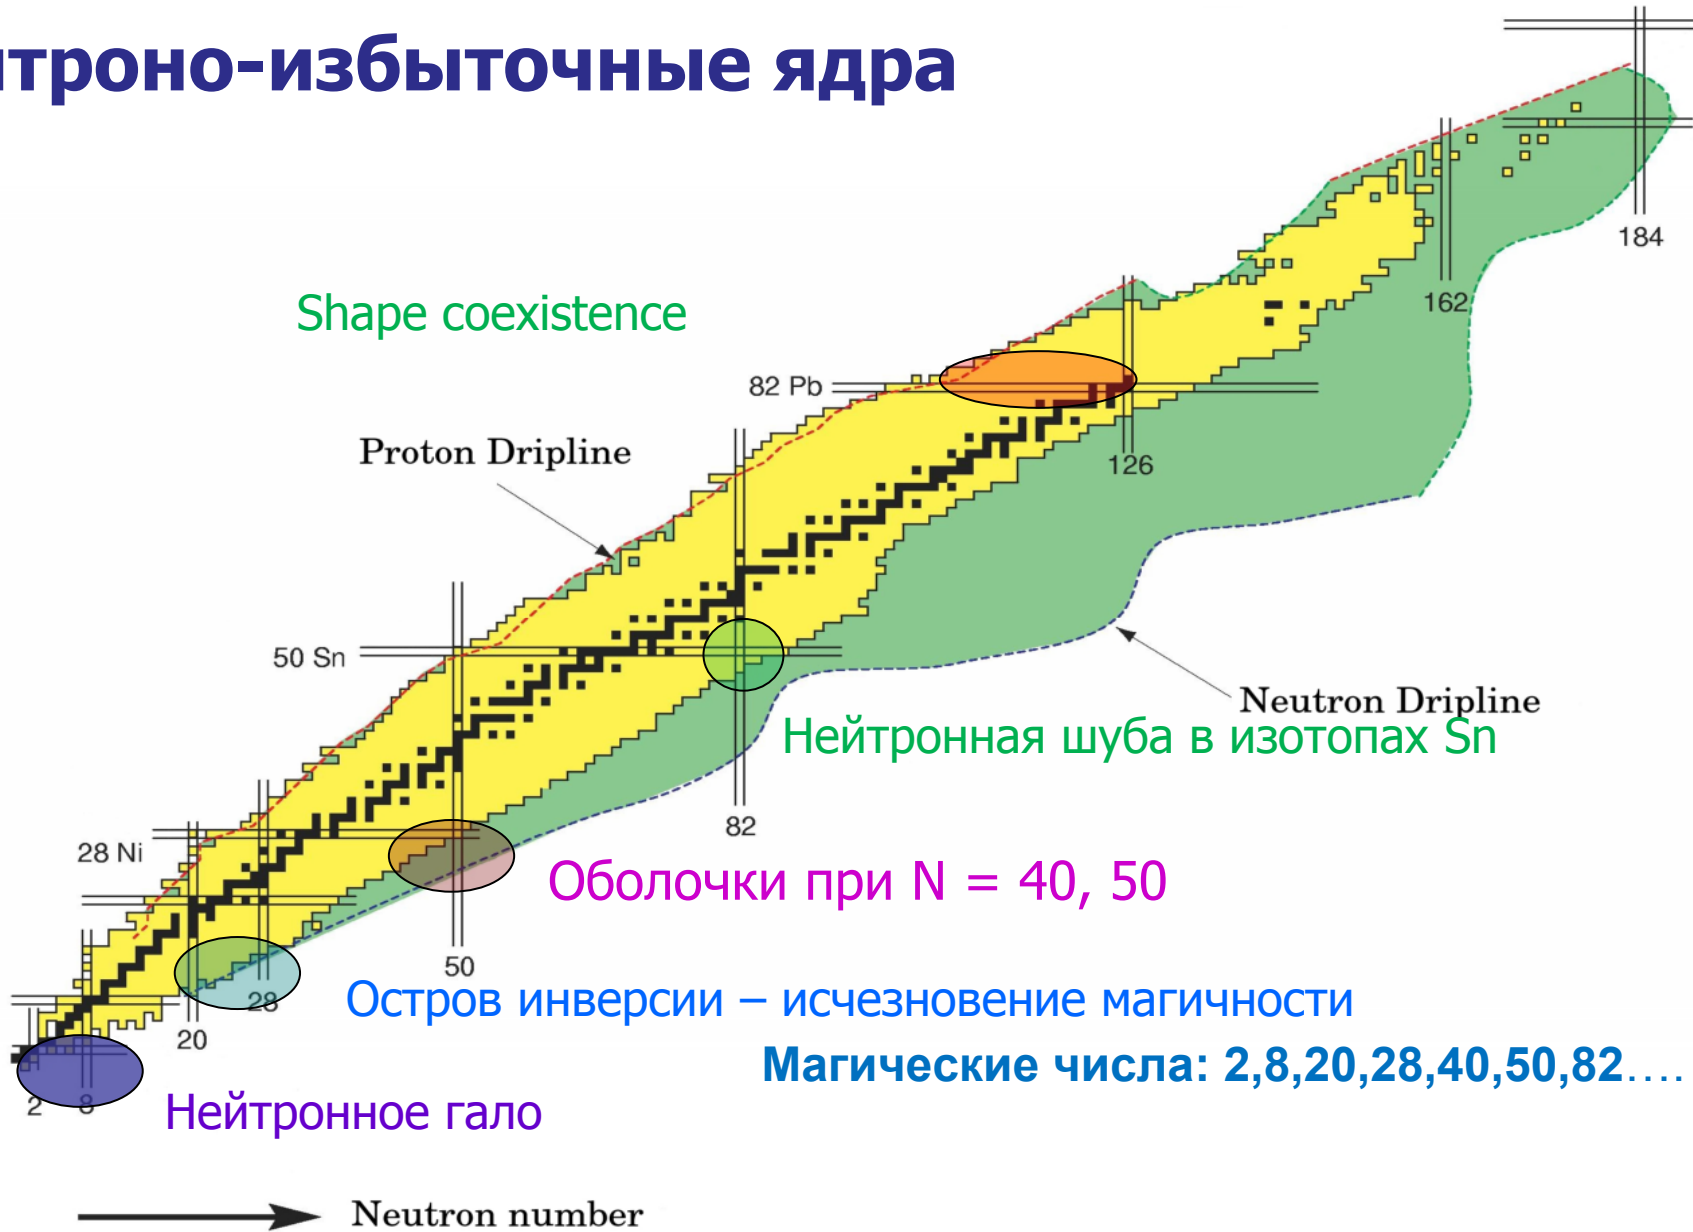 йтроно-избыточные ядра
184
162
Shape coexistence
82 Pb
Proton Dripline
126
50 Sn
Neutron Dripline
Нейтронная шуба в изотопах Sn
82
28 Ni
Оболочки при N = 40, 50
50
28
Остров инверсии – исчезновение магичности
20
Магические числа: 2,8,20,28,40,50,82....
2
8
Нейтронное гало
Neutron number